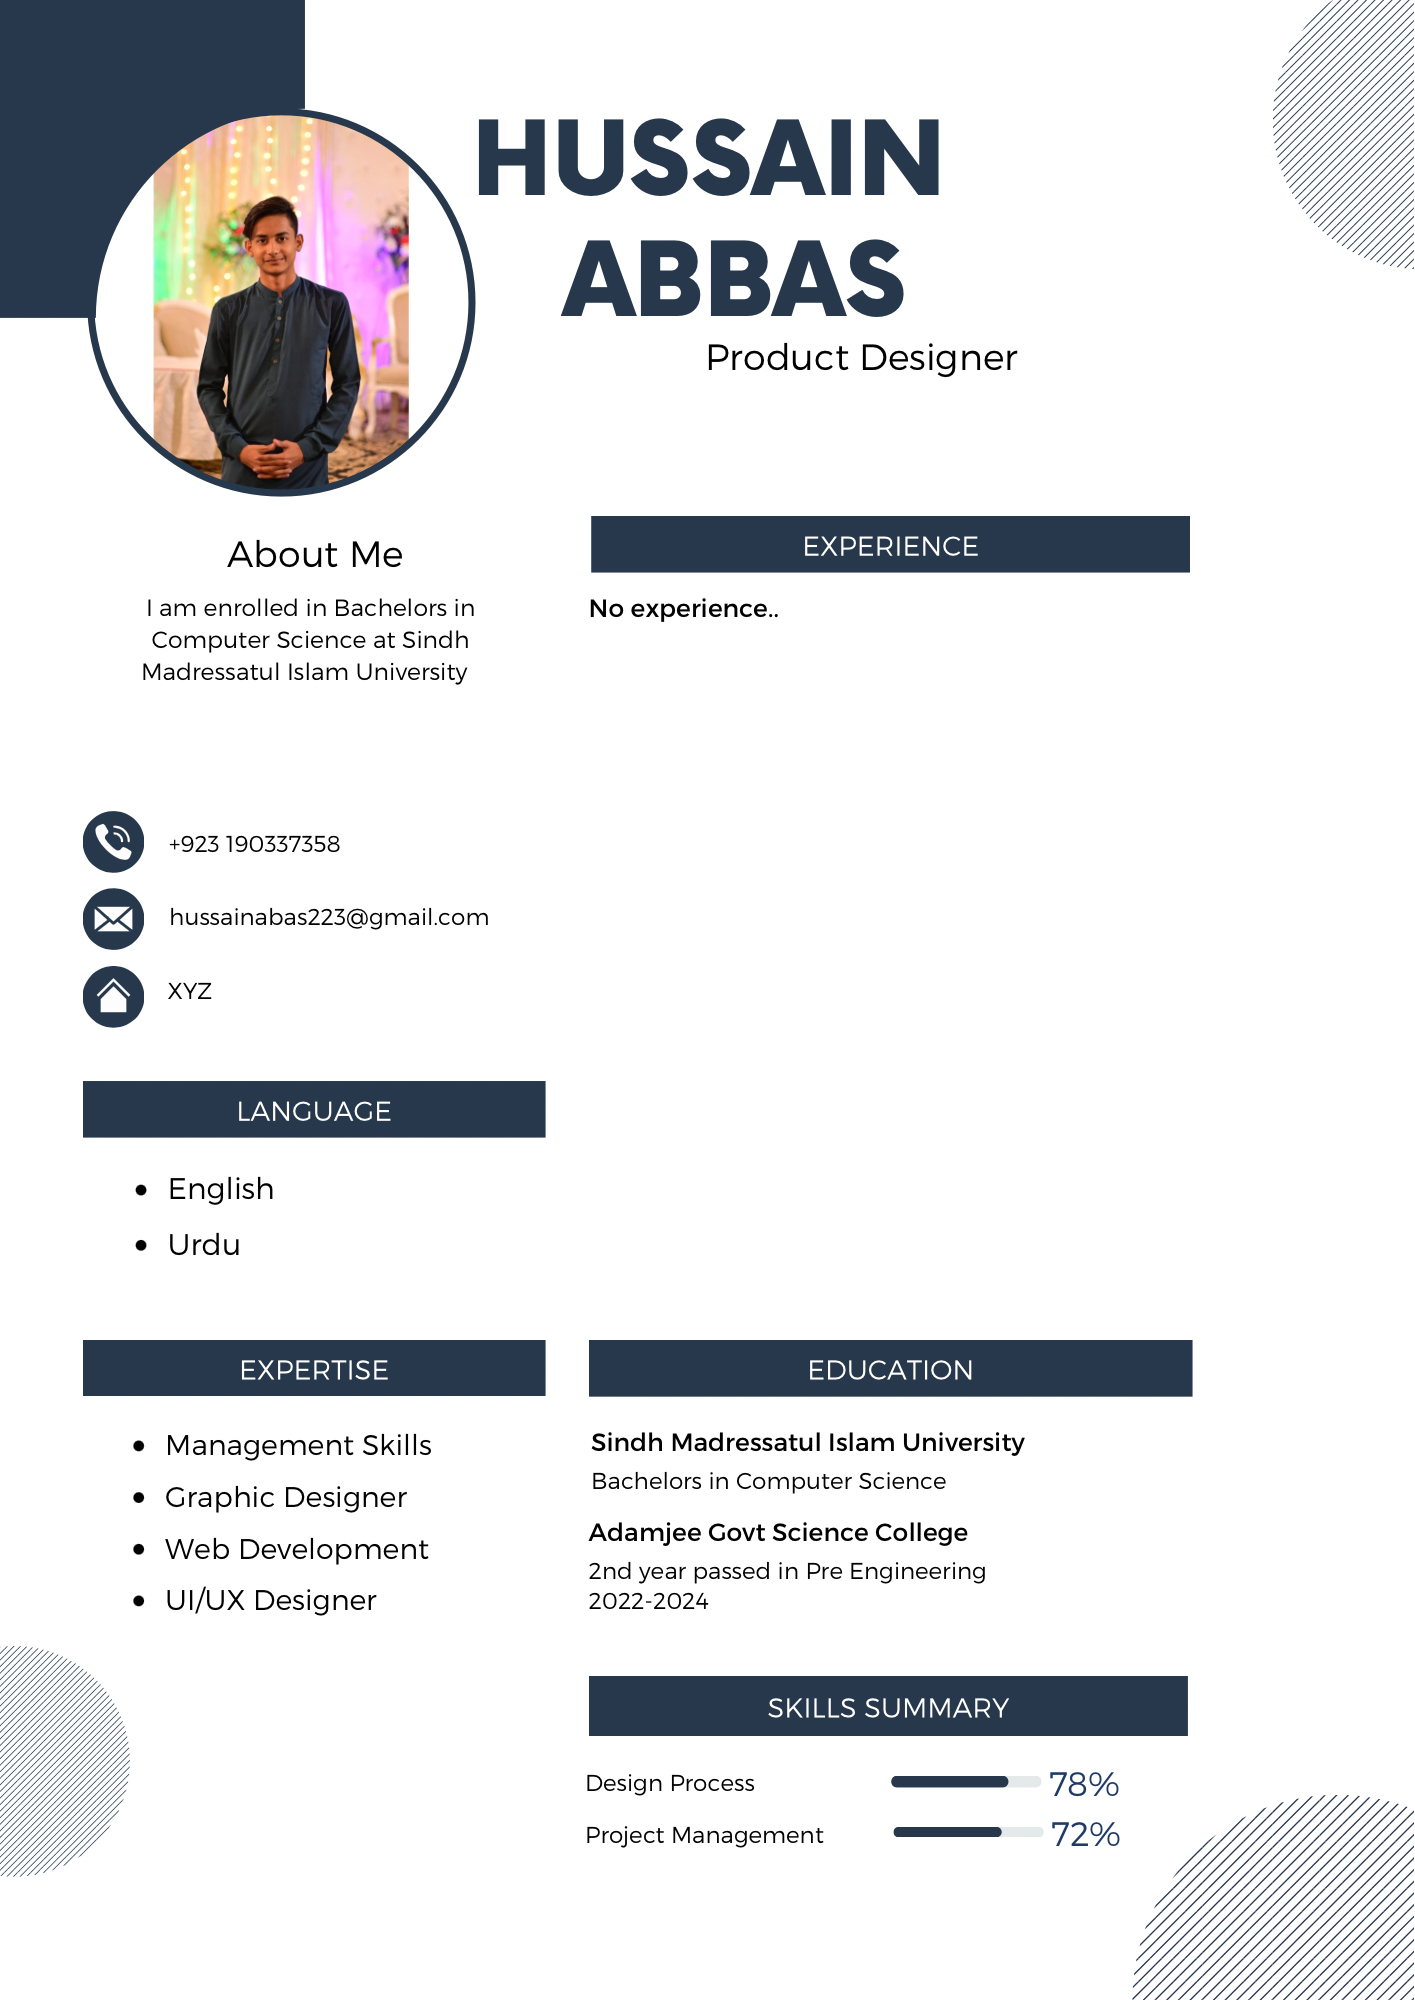 HUSSAIN
ABBAS
Product Designer
About Me
I am enrolled in Bachelors in
Computer Science at Sindh
Madressatul Islam University
+923 190337358
hussainabas223@gmail.com
XYZ
LANGUAGE
English
Urdu
EXPERTISE
Management Skills
Graphic Designer
Web Development
UI/UX Designer
EXPERIENCE
No experience..
EDUCATION
Sindh Madressatul Islam University
Bachelors in Computer Science
Adamjee Govt Science College
2nd year passed in Pre Engineering
2022-2024
SKILLS SUMMARY
Design Process 78%
Project Management 72%